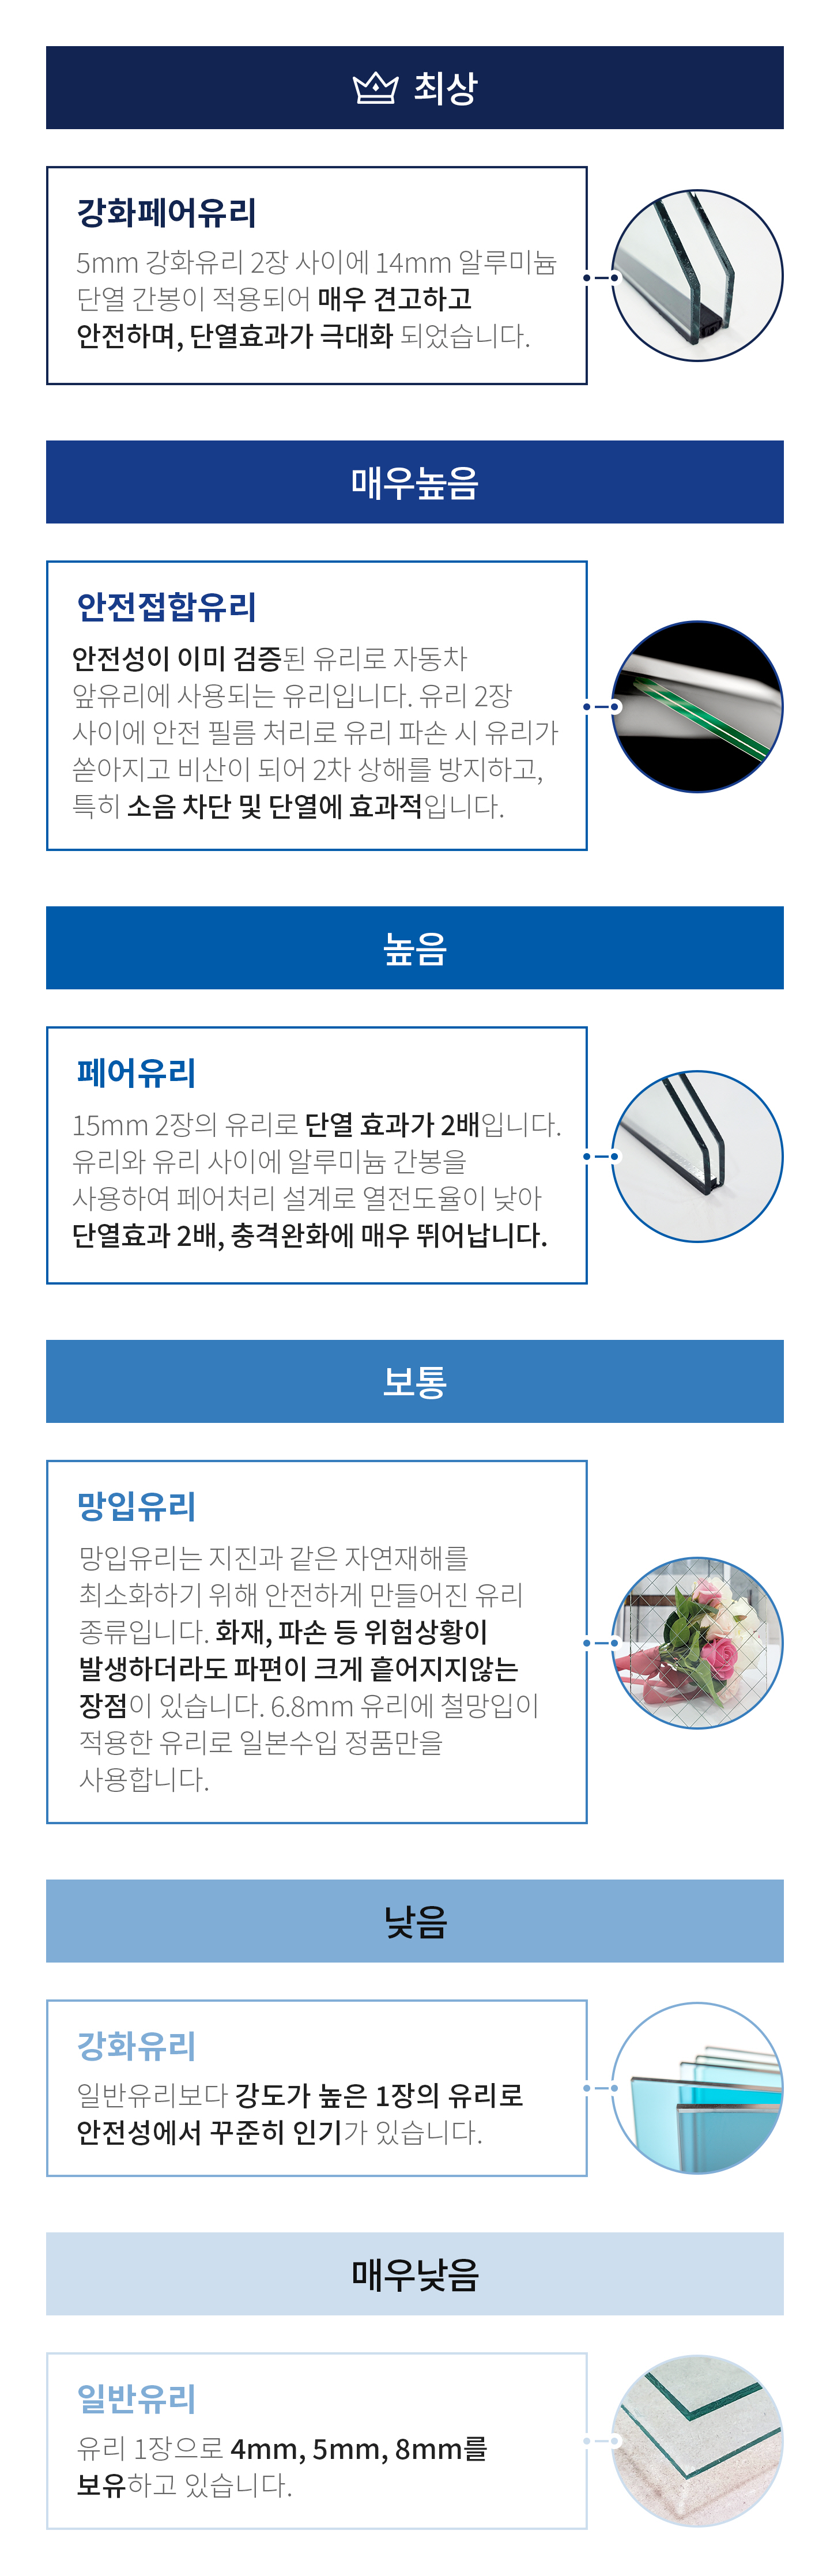 최상
강화페어유리
5mm 강화유리 2장 사이에 14mm 알루미늄
단열 간봉이 적용되어 매우 견고하고
안전하며, 단열효과가 극대화 되었습니다.
매우높음
안전접합유리
안전성이 이미 검증된 유리로 자동차
앞유리에 사용되는 유리입니다. 유리 2장
사이에 안전 필름 처리로 유리 파손 시 유리가
쏟아지고 비산이 되어 2차 상해를 방지하고,
특히 소음 차단 및 단열에 효과적입니다.
높음
페어유리
15mm 2장의 유리로 단열 효과가 2배입니다.
유리와 유리 사이에 알루미늄 간봉을
사용하여 페어처리 설계로 열전도율이 낮아
단열효과 2배, 충격완화에 매우 뛰어납니다.
보통
망입유리
망입유리는 지진과 같은 자연재해를
최소화하기 위해 안전하게 만들어진 유리
종류입니다. 화재, 파손 등 위험상황이
발생하더라도 파편이 크게 흩어지지않는
장점이 있습니다. 6.8mm 유리에 철망입이
적용한 유리로 일본수입 정품만을
사용합니다.
낮음
강화유리
일반유리보다 강도가 높은 1장의 유리로
안전성에서 꾸준히 인기가 있습니다.
매우낮음
일반유리
유리 1장으로 4mm, 5mm, 8mm를
보유하고 있습니다.